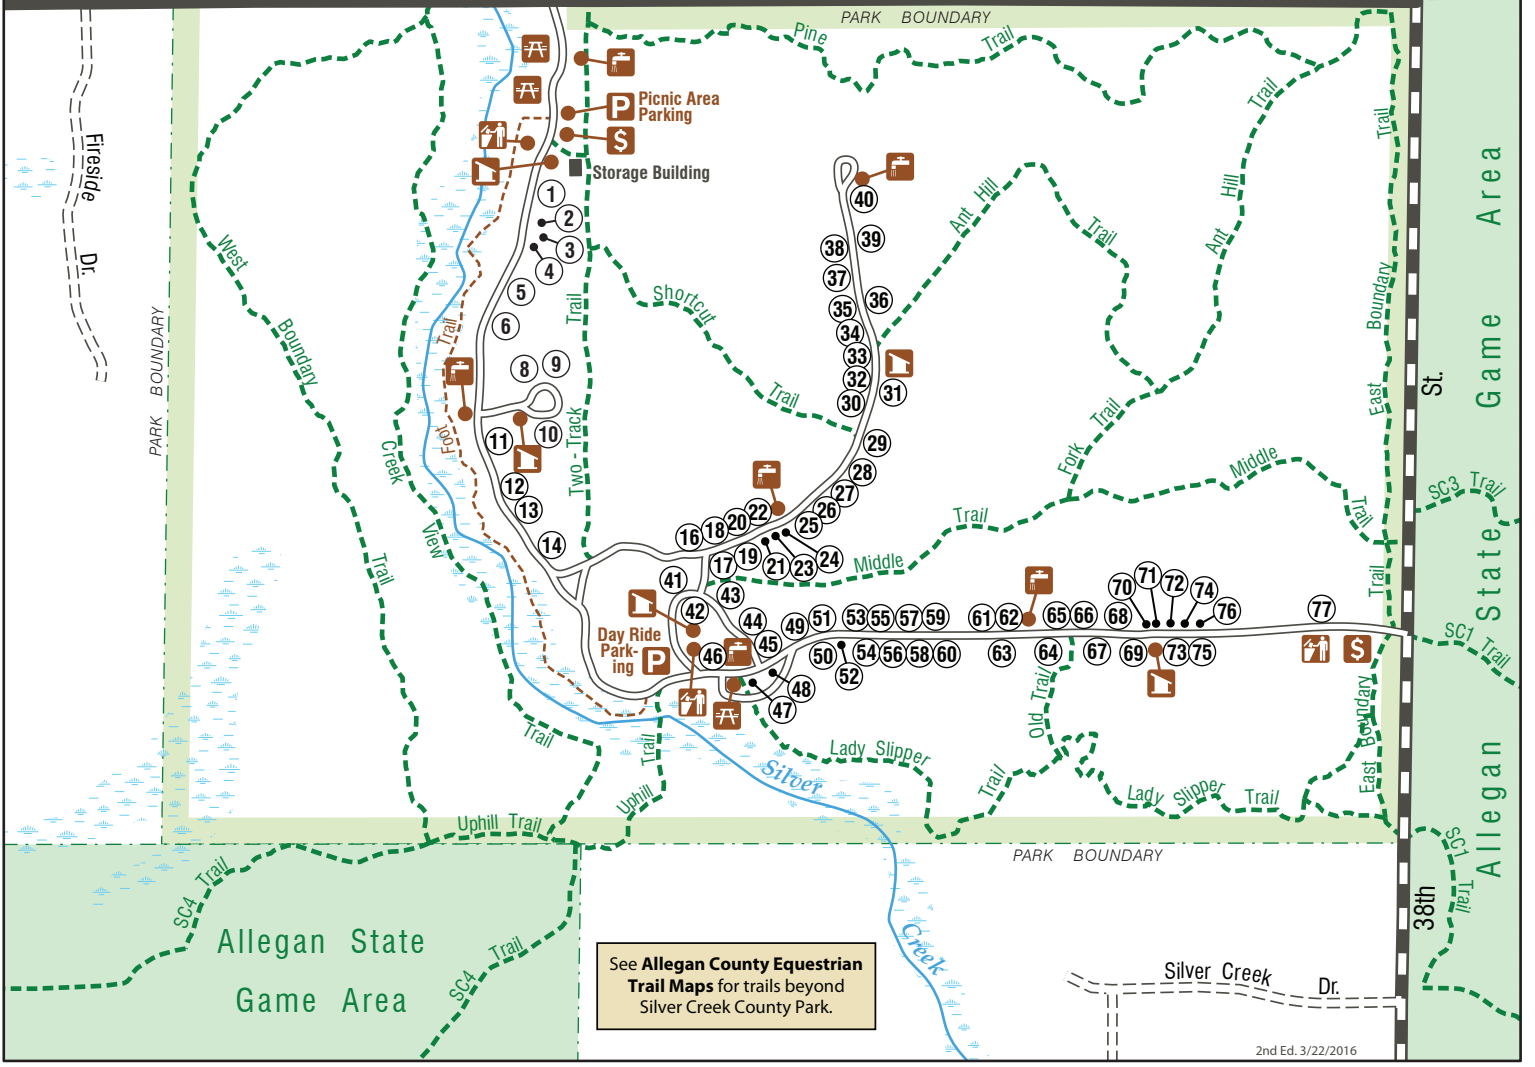 PARK BOUNDARY
Pine
Trail
P Picnic Area
Parking
$
Storage Building
Fireside
Dr.
PARK BOUNDARY
West
Boundary
Trail
Creek
View
Trail
Foot
Trail
Two - Track
Trail
Shortcut
Trail
Ant Hill
Trail
Ant
Hill
Trail
Fork
Trail
Middle
Trail
Middle
Trail
Trail
Boundary
East
Trail
St.
38th
Allegan State Game Area
SC3 Trail
SC1 Trail
SC1
Trail
1
2
3
4
5
6
8
9
10
11
12
13
14
16
18
20
22
17
19
21
23
24
25
26
27
28
29
30
31
32
33
34
35
36
37
38
39
40
41
42
43
44
45
46
47
48
49
50
51
52
53
54
55
56
57
58
59
60
61
62
63
64
65
66
67
68
69
70
71
72
73
74
75
76
77
$
Day Ride
Park-
ing
P
Old Trail
Lady Slipper
Trail
Lady Slipper Trail
East Boundary
Uphill
Trail
Uphill Trail
Silver
Creek
PARK BOUNDARY
SC4 Trail
SC4 Trail
Allegan State
Game Area
See Allegan County Equestrian
Trail Maps for trails beyond
Silver Creek County Park.
Silver Creek Dr.
2nd Ed. 3/22/2016